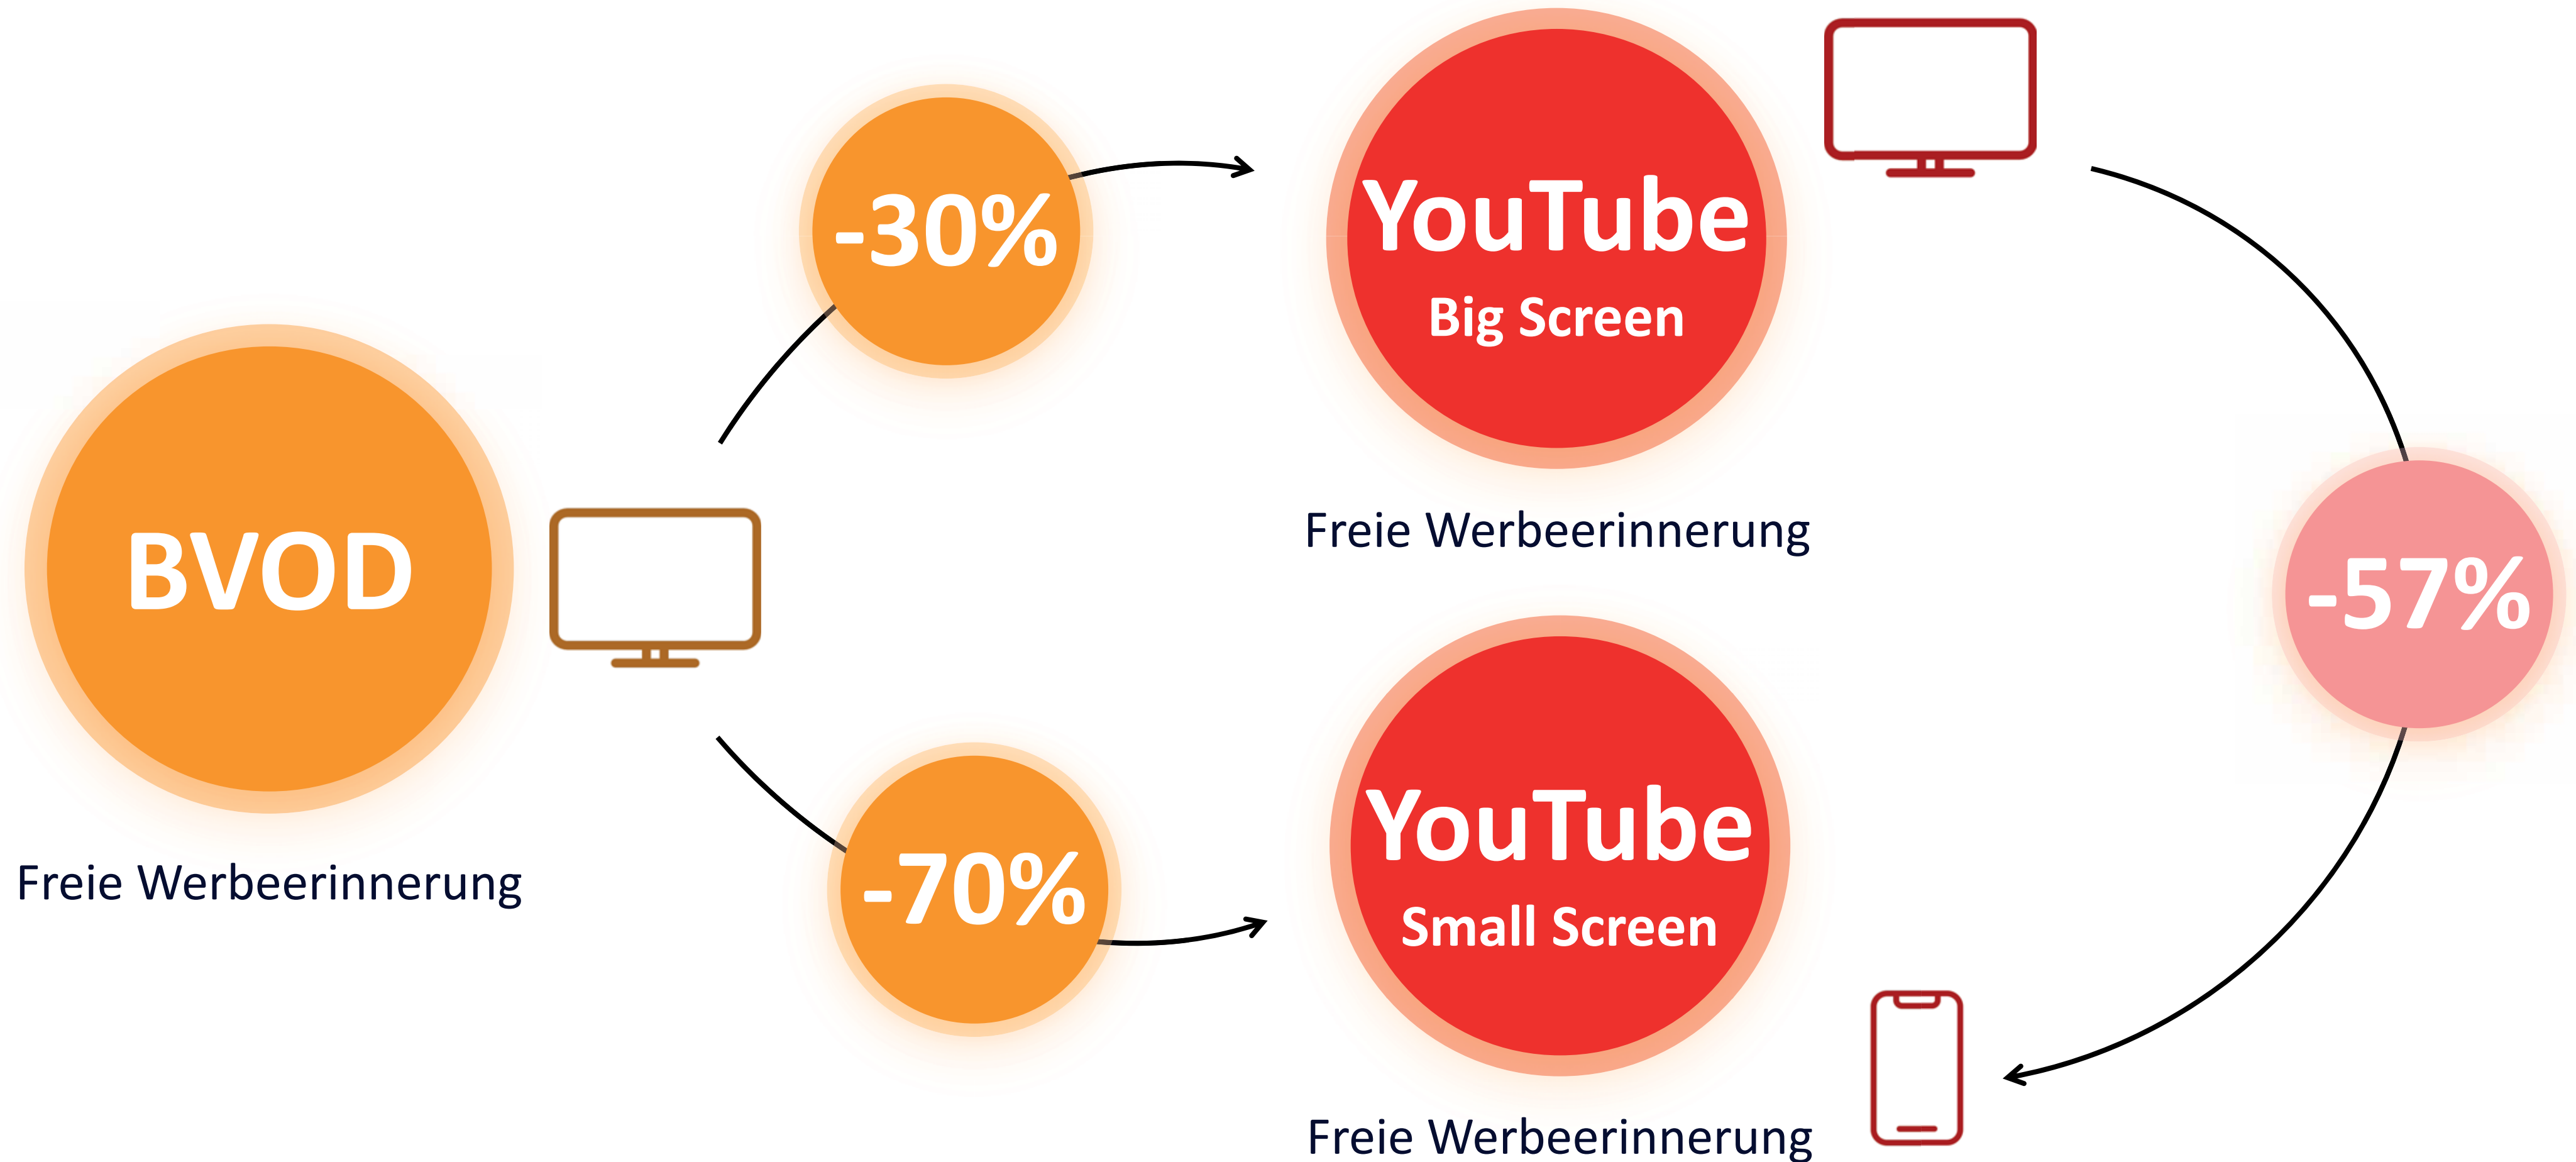 BVOD
Freie Werbeerinnerung
-30%
YouTube
Big Screen
Freie Werbeerinnerung
-70%
YouTube
Small Screen
Freie Werbeerinnerung
-57%